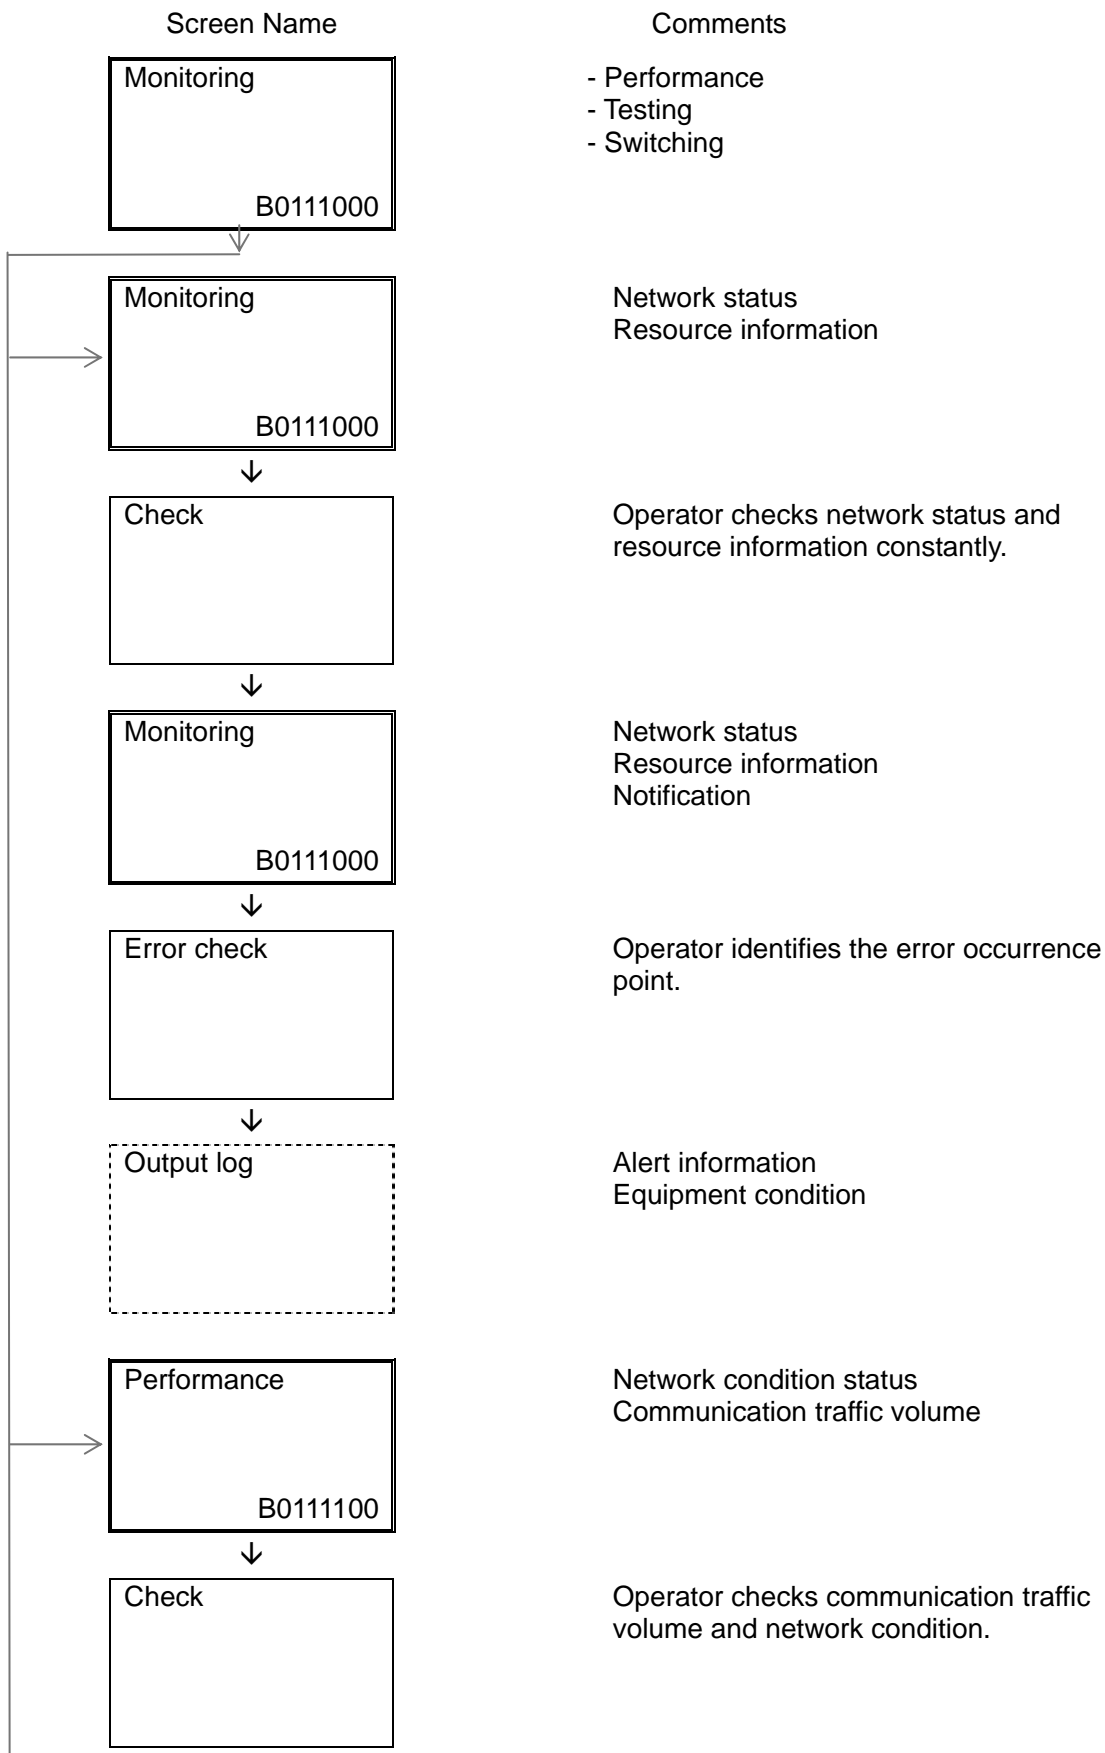 Screen Name
Comments
Monitoring
- Performance
- Testing
- Switching
B0111000
Monitoring
Network status
Resource information
B0111000
Check
Operator checks network status and
resource information constantly.
Monitoring
Network status
Resource information
Notification
B0111000
Error check
Operator identifies the error occurrence
point.
Output log
Alert information
Equipment condition
Performance
Network condition status
Communication traffic volume
B0111100
Check
Operator checks communication traffic
volume and network condition.